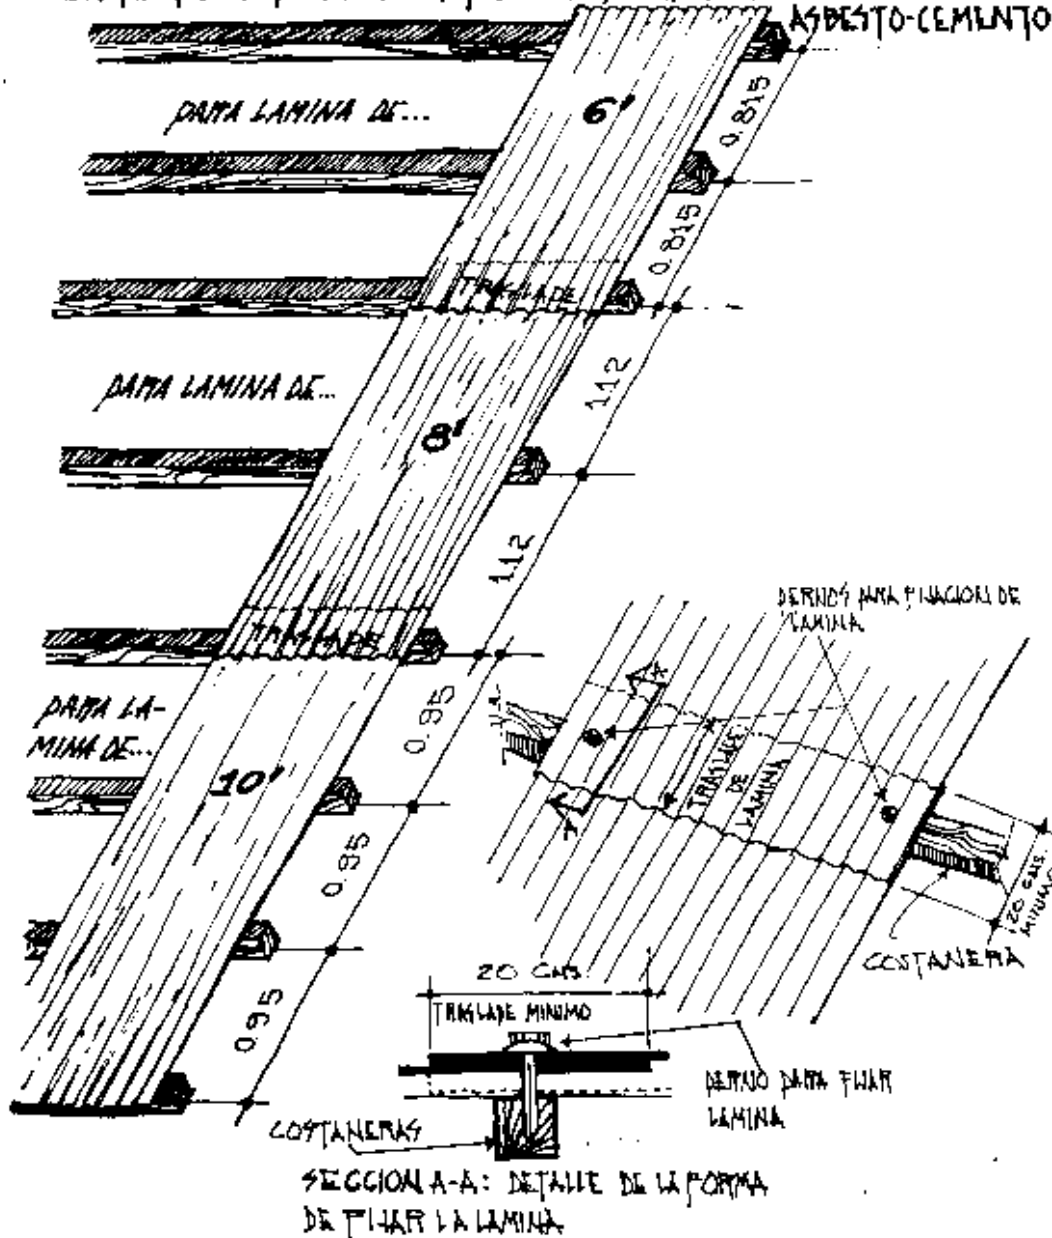 ASBESTO-CEMENTO
PARA LAMINA DE...
6'
0.815
0.815
TRASLAPE
PARA LAMINA DE...
8'
1.12
1.12
TRASLAPE
PARA LA-
MINA DE...
10'
0.95
0.95
0.95
PERNOS PARA FIJACION DE
LAMINA
A
TRASLAPE
DE
LAMINA
A
20 CMS.
MINIMO
COSTANERA
20 CMS.
TRASLAPE MINIMO
PERNO PARA FIJAR
LAMINA
COSTANERAS
SECCION A-A: DETALLE DE LA FORMA
DE FIJAR LA LAMINA